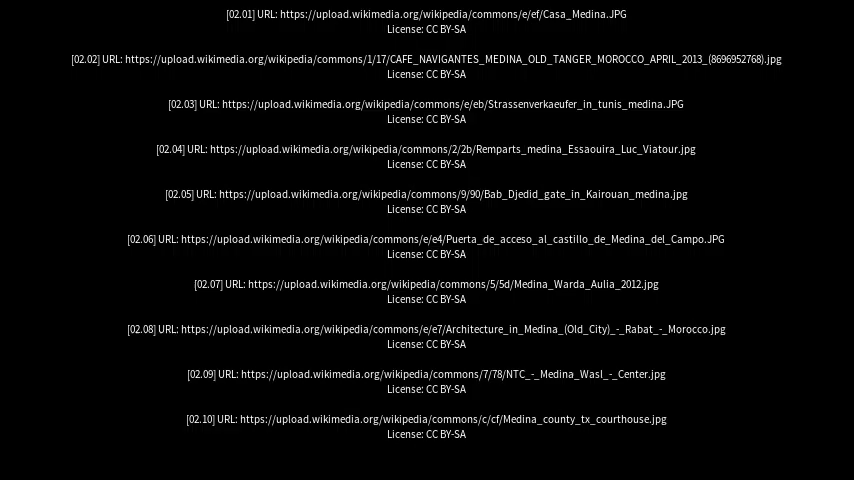 [02.01] URL: https://upload.wikimedia.org/wikipedia/commons/e/ef/Casa_Medina.JPG
License: CC BY-SA
[02.02] URL: https://upload.wikimedia.org/wikipedia/commons/1/17/CAFE_NAVIGANTES_MEDINA_OLD_TANGER_MOROCCO_APRIL_2013_(8696952768).jpg
License: CC BY-SA
[02.03] URL: https://upload.wikimedia.org/wikipedia/commons/e/eb/Strassenverkaeufer_in_tunis_medina.JPG
License: CC BY-SA
[02.04] URL: https://upload.wikimedia.org/wikipedia/commons/2/2b/Remparts_medina_Essaouira_Luc_Viatour.jpg
License: CC BY-SA
[02.05] URL: https://upload.wikimedia.org/wikipedia/commons/9/90/Bab_Djedid_gate_in_Kairouan_medina.jpg
License: CC BY-SA
[02.06] URL: https://upload.wikimedia.org/wikipedia/commons/e/e4/Puerta_de_acceso_al_castillo_de_Medina_del_Campo.JPG
License: CC BY-SA
[02.07] URL: https://upload.wikimedia.org/wikipedia/commons/5/5d/Medina_Warda_Aulia_2012.jpg
License: CC BY-SA
[02.08] URL: https://upload.wikimedia.org/wikipedia/commons/e/e7/Architecture_in_Medina_(Old_City)_-_Rabat_-_Morocco.jpg
License: CC BY-SA
[02.09] URL: https://upload.wikimedia.org/wikipedia/commons/7/78/NTC_-_Medina_Wasl_-_Center.jpg
License: CC BY-SA
[02.10] URL: https://upload.wikimedia.org/wikipedia/commons/c/cf/Medina_county_tx_courthouse.jpg
License: CC BY-SA